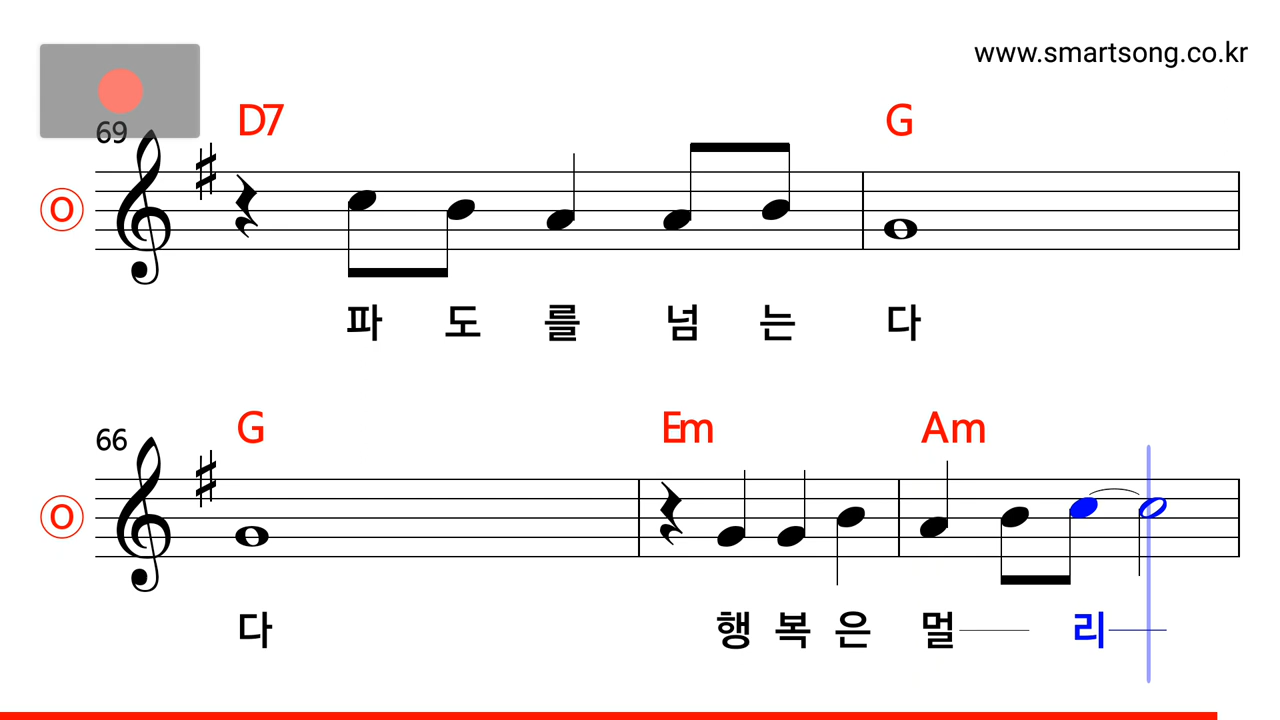 www.smartsong.co.kr
69
D7 G
O
파 도 를 넘 는 다
66
G Em Am
O
다 행 복 은 멀 리